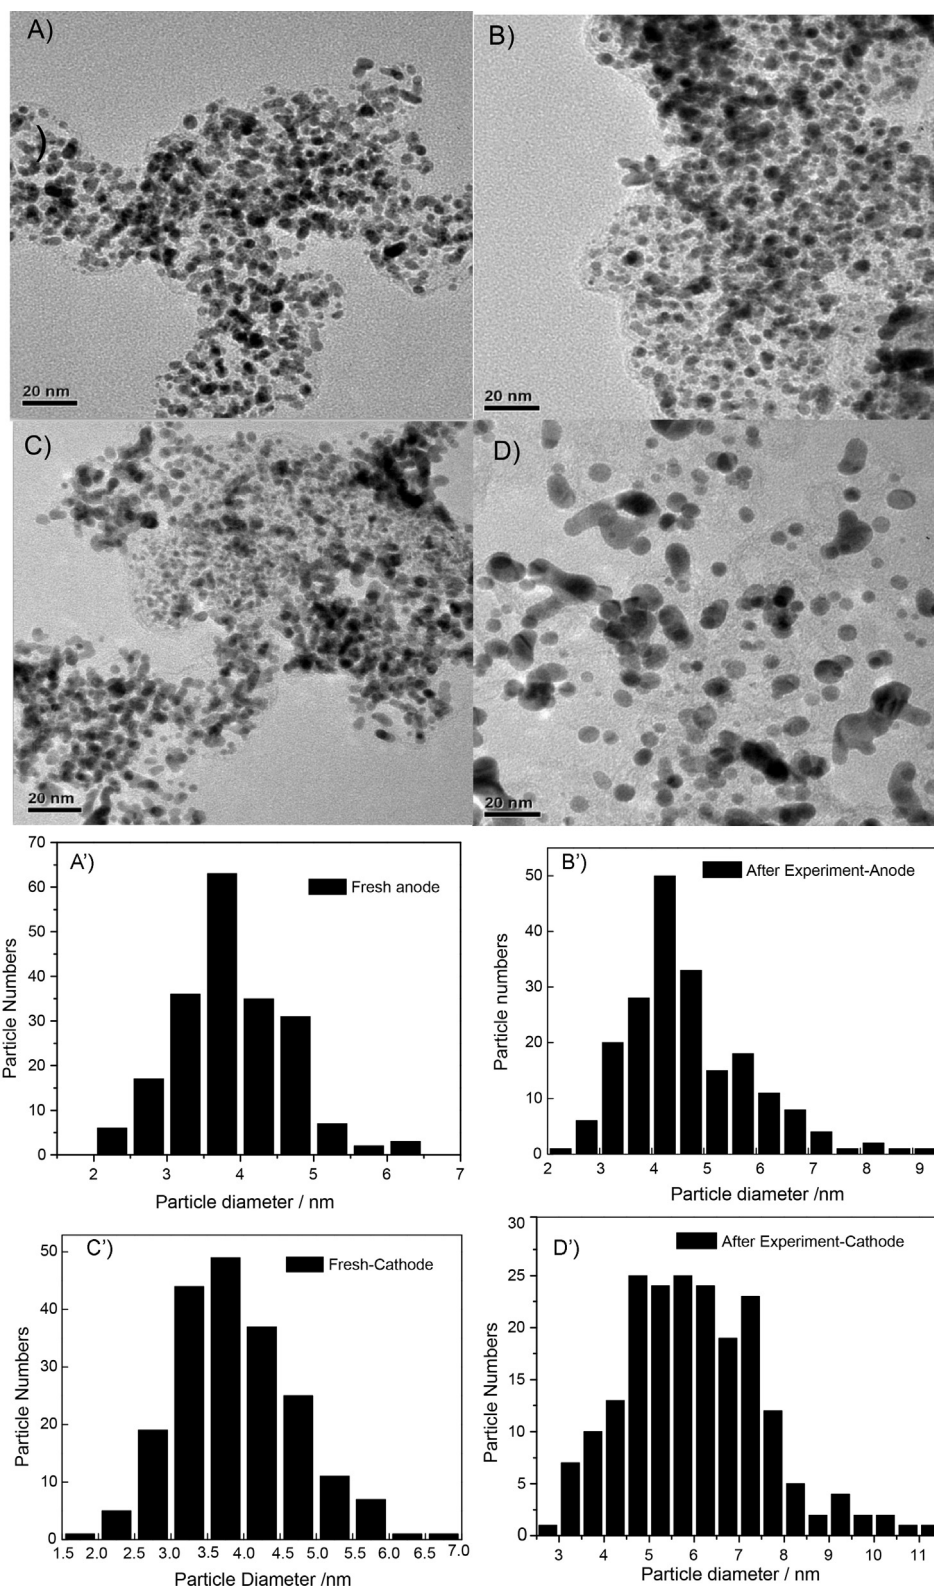 A)
B)
)
20 nm
20 nm
C)
D)
20 nm
20 nm
A')
Fresh anode
70
60
50
40
30
20
10
0
2 3 4 5 6 7
Particle Numbers
Particle diameter / nm
B')
After Experiment-Anode
50
40
30
20
10
0
2 3 4 5 6 7 8 9
Particle numbers
Particle diameter /nm
C')
Fresh-Cathode
50
40
30
20
10
0
1.5 2.0 2.5 3.0 3.5 4.0 4.5 5.0 5.5 6.0 6.5 7.0
Particle Numbers
Particle Diameter /nm
D')
After Experiment-Cathode
30
25
20
15
10
5
0
3 4 5 6 7 8 9 10 11
Particle Numbers
Particle diameter / nm